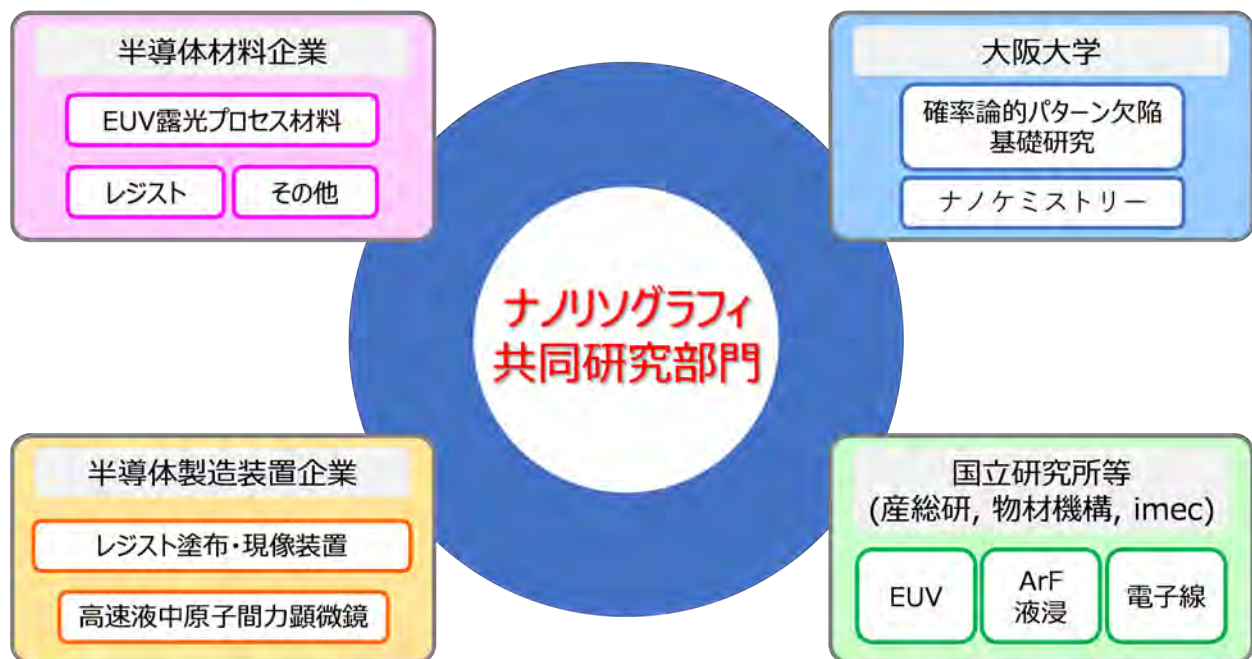 半導体材料企業
EUV露光プロセス材料
レジスト
その他
大阪大学
確率論的パターン欠陥
基礎研究
ナノケミストリー
ナノリソグラフィ
共同研究部門
半導体製造装置企業
レジスト塗布・現像装置
高速液中原子間力顕微鏡
国立研究所等
(産総研, 物材機構, imec)
EUV
ArF
液浸
電子線